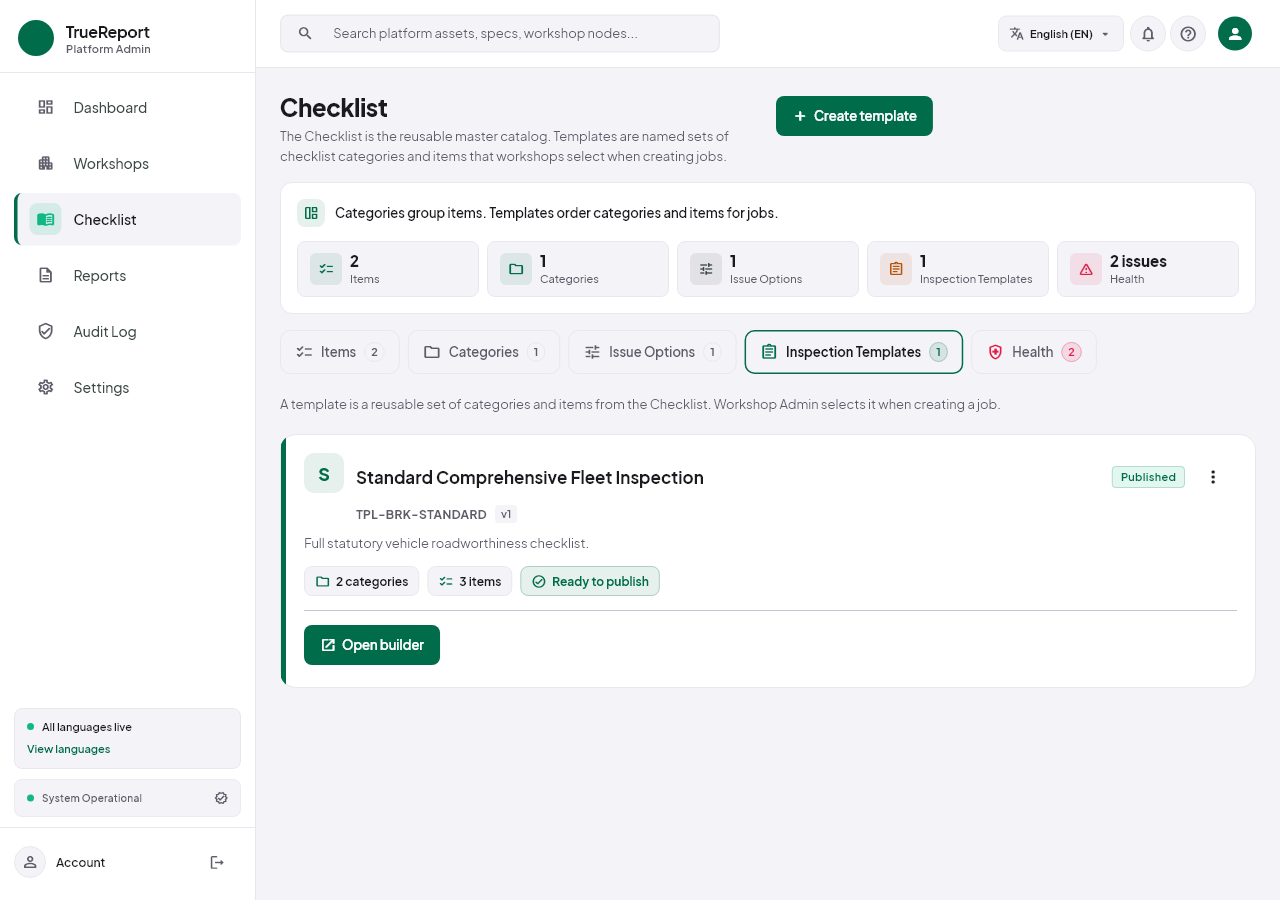 TrueReport
Platform Admin
Search platform assets, specs, workshop nodes...
English (EN)
Dashboard
Workshops
Checklist
Reports
Audit Log
Settings
All languages live
View languages
System Operational
Account
Checklist
The Checklist is the reusable master catalog. Templates are named sets of
checklist categories and items that workshops select when creating jobs.
Create template
Categories group items. Templates order categories and items for jobs.
2
Items
1
Categories
1
Issue Options
1
Inspection Templates
2 issues
Health
Items 2
Categories 1
Issue Options 1
Inspection Templates 1
Health 2
A template is a reusable set of categories and items from the Checklist. Workshop Admin selects it when creating a job.
S
Standard Comprehensive Fleet Inspection
Published
TPL-BRK-STANDARD v1
Full statutory vehicle roadworthiness checklist.
2 categories
3 items
Ready to publish
Open builder